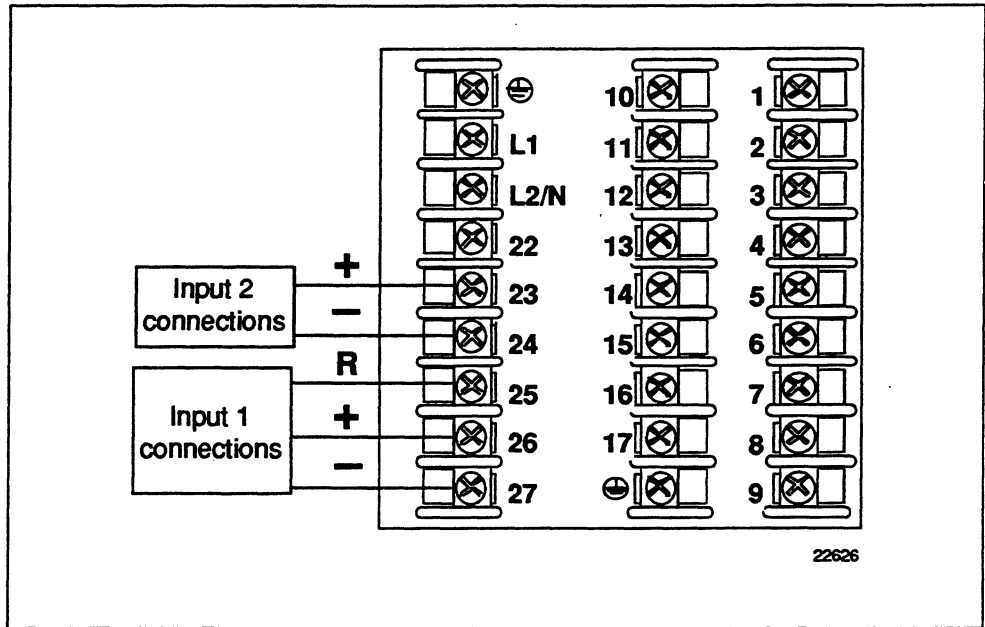 10 1
L1 11 2
L2/N 12 3
22 13 4
+
Input 2
connections
23 14 5
−
24 15 6
R
25 16 7
Input 1
connections
+
26 17 8
−
27 9
22626